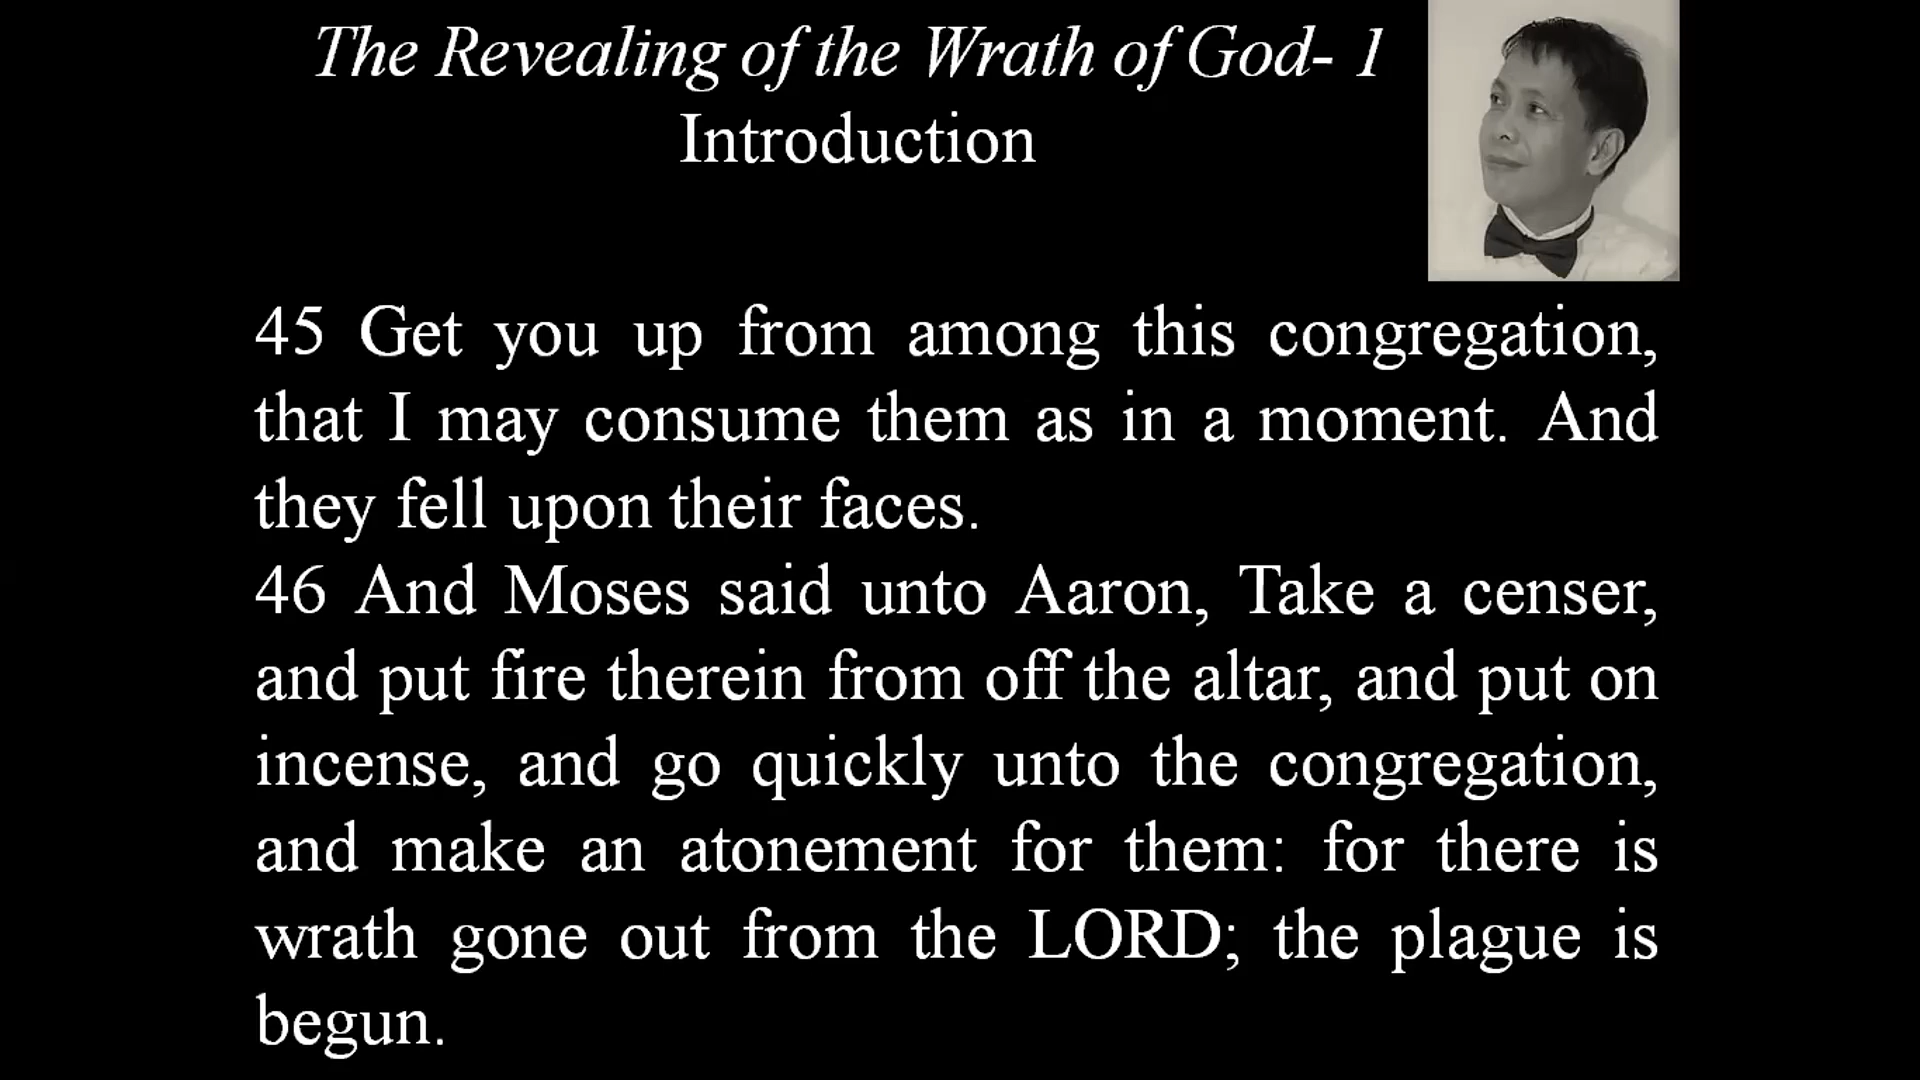 The Revealing of the Wrath of God- 1
Introduction
45 Get you up from among this congregation,
that I may consume them as in a moment. And
they fell upon their faces.
46 And Moses said unto Aaron, Take a censer,
and put fire therein from off the altar, and put on
incense, and go quickly unto the congregation,
and make an atonement for them: for there is
wrath gone out from the LORD; the plague is
begun.